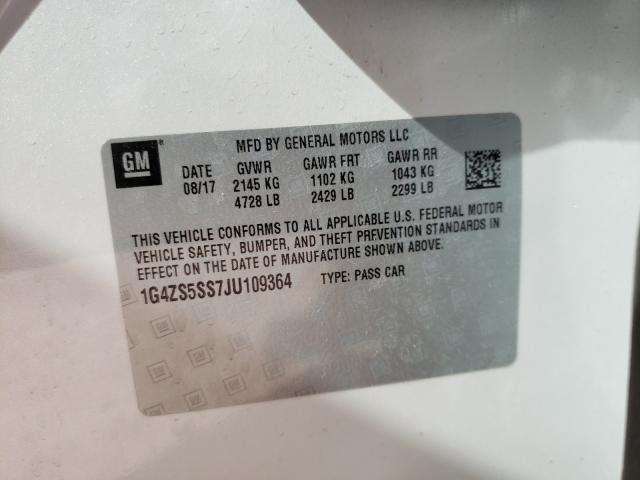 MFD BY GENERAL MOTORS LLC
GM®
DATE GVWR GAWR FRT GAWR RR
08/17 2145 KG 1102 KG 1043 KG
4728 LB 2429 LB 2299 LB
THIS VEHICLE CONFORMS TO ALL APPLICABLE U.S. FEDERAL MOTOR
VEHICLE SAFETY, BUMPER, AND THEFT PREVENTION STANDARDS IN
EFFECT ON THE DATE OF MANUFACTURE SHOWN ABOVE.
1G4ZS5SS7JU109364 TYPE: PASS CAR